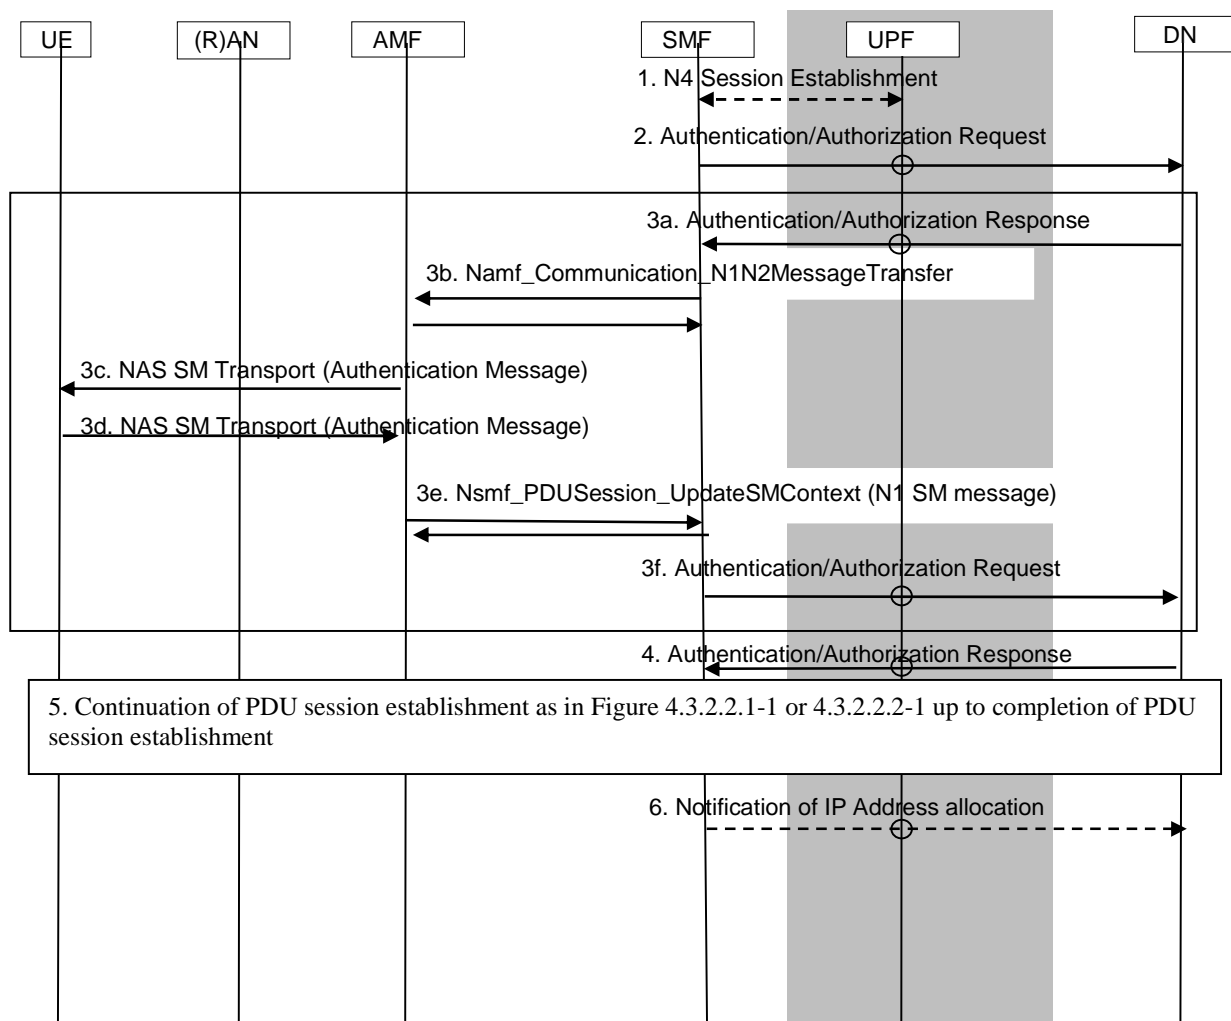 UE
(R)AN
AMF
SMF
UPF
DN
1. N4 Session Establishment
2. Authentication/Authorization Request
3a. Authentication/Authorization Response
3b. Namf_Communication_N1N2MessageTransfer
3c. NAS SM Transport (Authentication Message)
3d. NAS SM Transport (Authentication Message)
3e. Nsmf_PDUSession_UpdateSMContext (N1 SM message)
3f. Authentication/Authorization Request
4. Authentication/Authorization Response
5. Continuation of PDU session establishment as in Figure 4.3.2.2.1-1 or 4.3.2.2.2-1 up to completion of PDU
session establishment
6. Notification of IP Address allocation